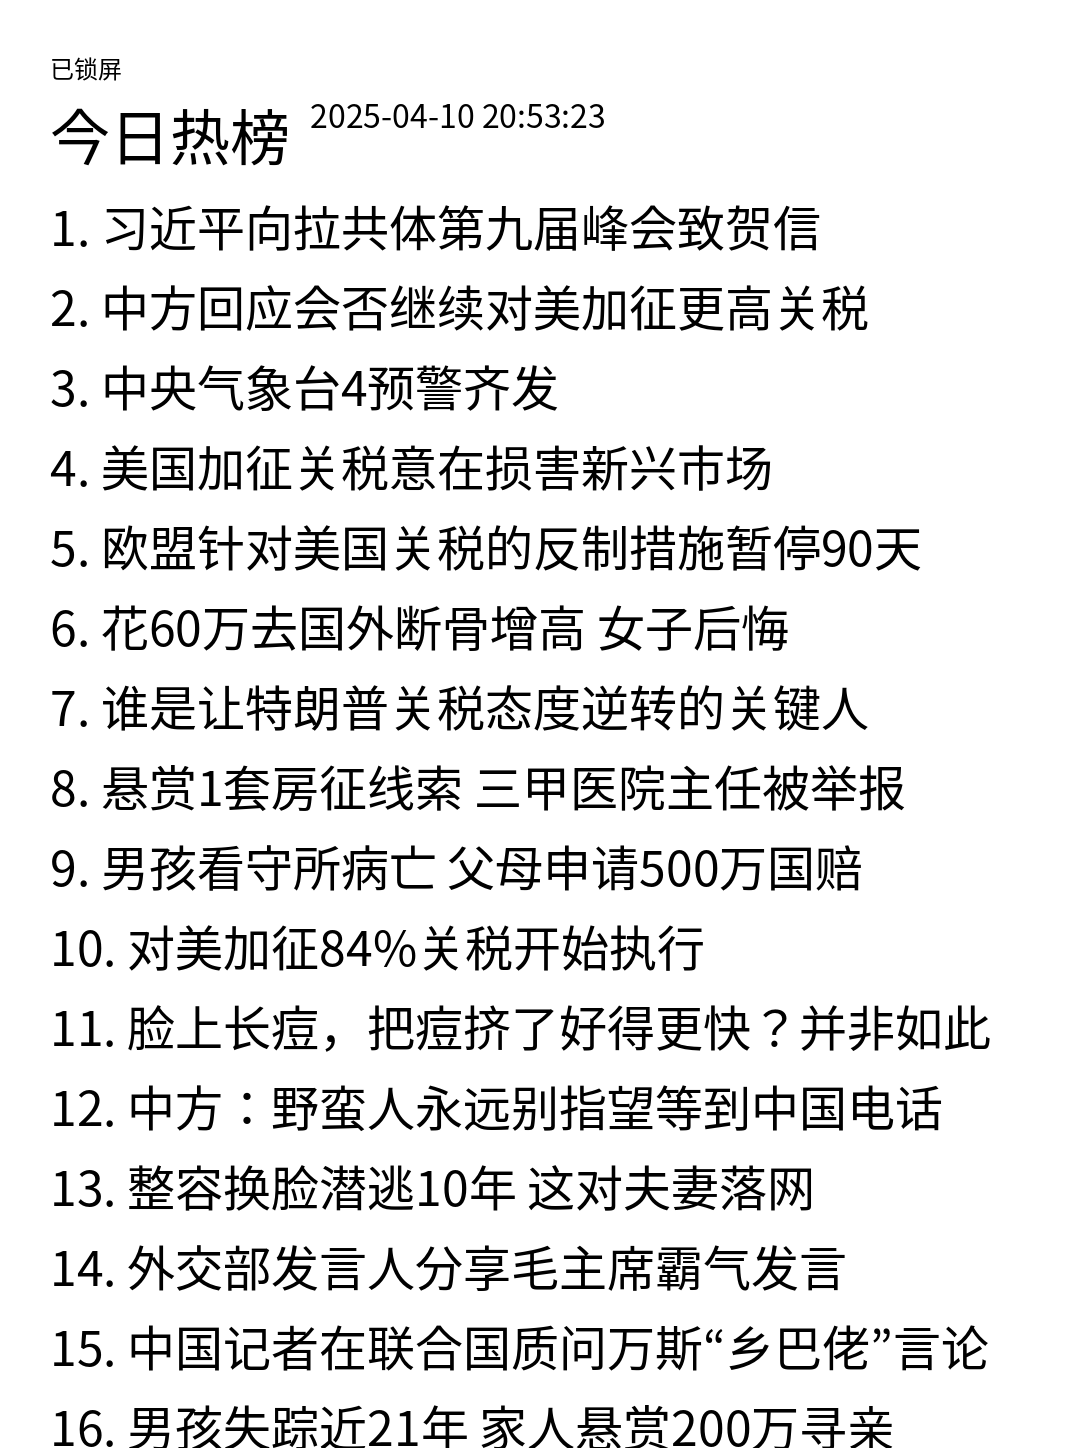 已锁屏
今日热榜 2025-04-10 20:53:23
1. 习近平向拉共体第九届峰会致贺信
2. 中方回应会否继续对美加征更高关税
3. 中央气象台4预警齐发
4. 美国加征关税意在损害新兴市场
5. 欧盟针对美国关税的反制措施暂停90天
6. 花60万去国外断骨增高 女子后悔
7. 谁是让特朗普关税态度逆转的关键人
8. 悬赏1套房征线索 三甲医院主任被举报
9. 男孩看守所病亡 父母申请500万国赔
10. 对美加征84%关税开始执行
11. 脸上长痘，把痘挤了好得更快？并非如此
12. 中方：野蛮人永远别指望等到中国电话
13. 整容换脸潜逃10年 这对夫妻落网
14. 外交部发言人分享毛主席霸气发言
15. 中国记者在联合国质问万斯“乡巴佬”言论
16. 男孩失踪近21年 家人悬赏200万寻亲